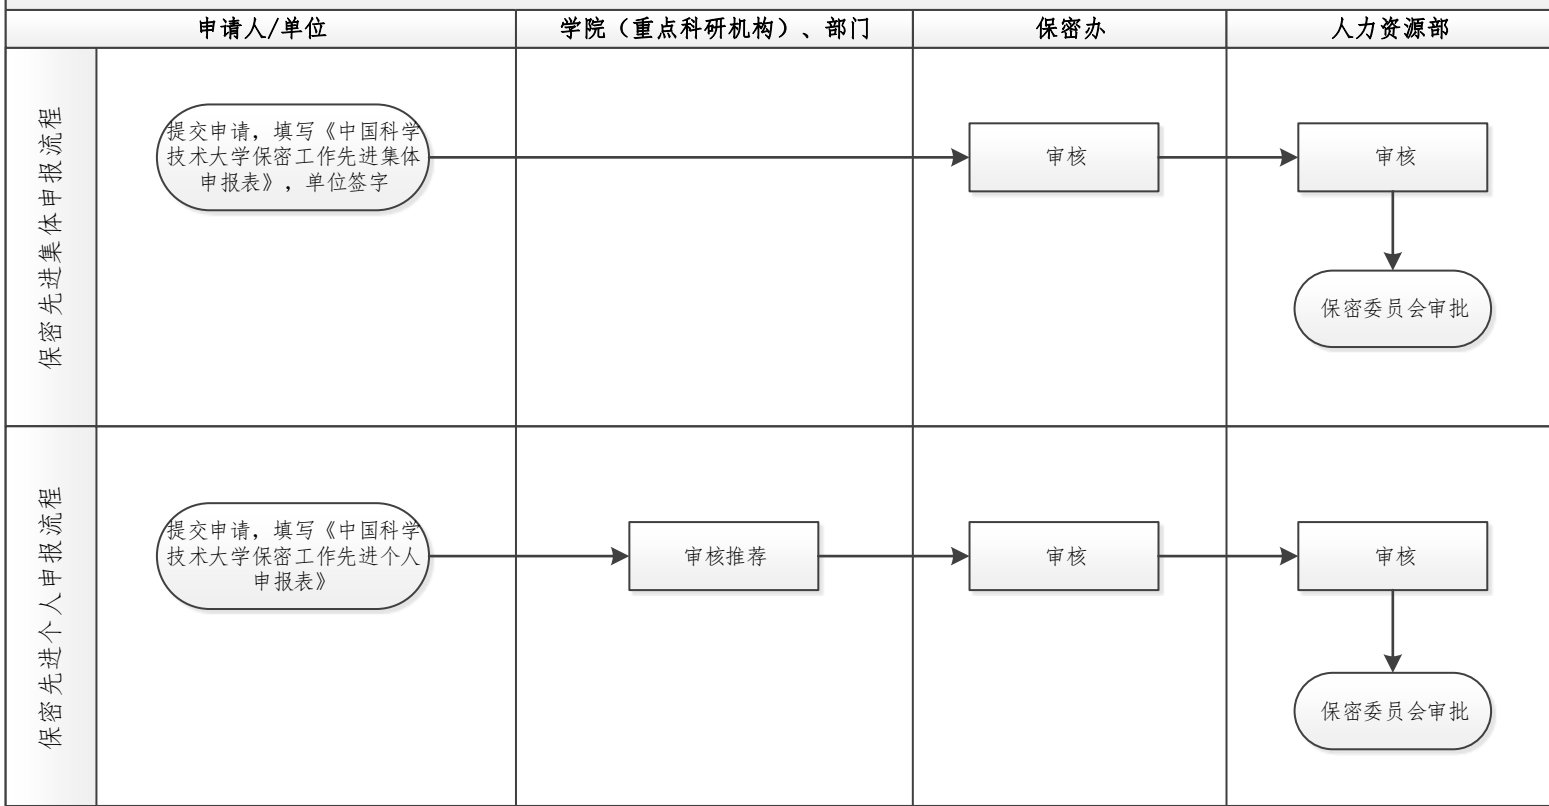 申请人/单位
学院（重点科研机构）、部门
保密办
人力资源部
保密先进集体申报流程
提交申请，填写《中国科学
技术大学保密工作先进集体
申报表》，单位签字
审核
审核
保密委员会审批
保密先进个人申报流程
提交申请，填写《中国科学
技术大学保密工作先进个人
申报表》
审核推荐
审核
审核
保密委员会审批